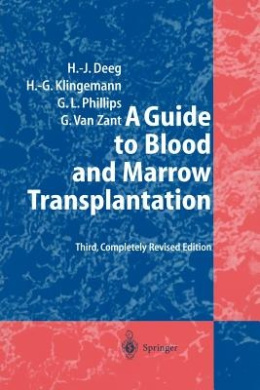 H.-J. Deeg
H.-G. Klingemann
G. L. Phillips
G. Van Zant
A Guide
to Blood
and Marrow
Transplantation
Third, Completely Revised Edition
Springer